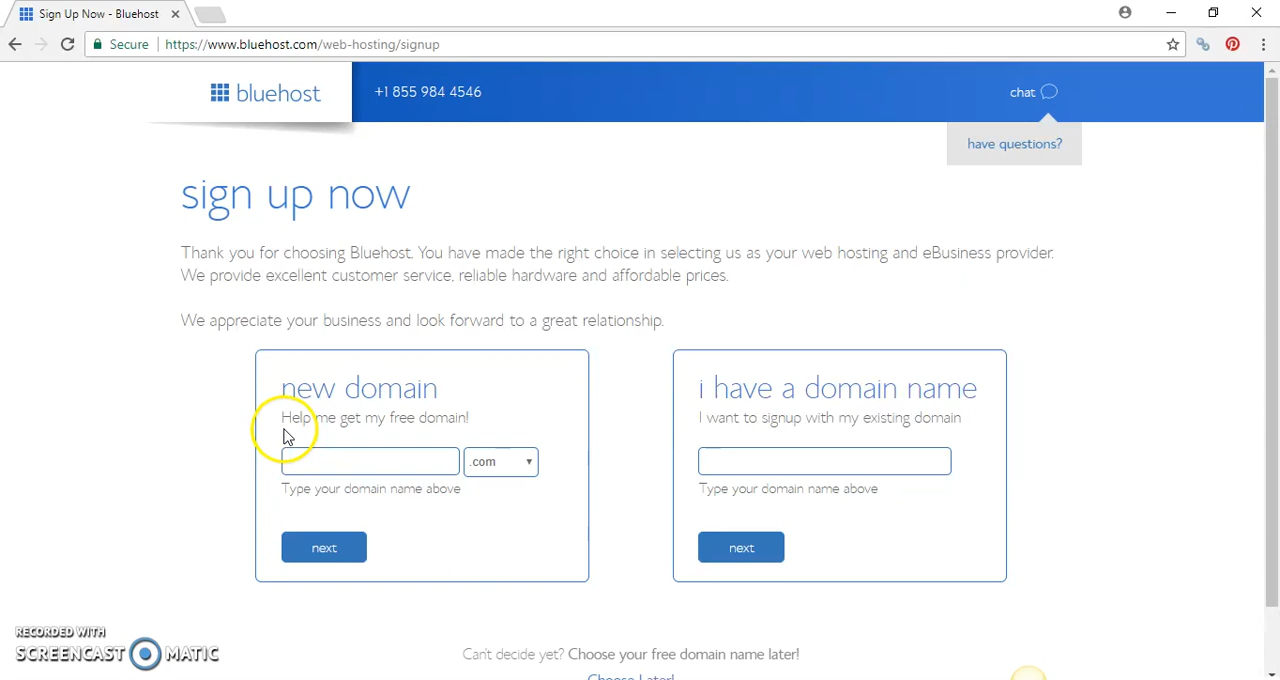 Sign Up Now - Bluehost
Secure https://www.bluehost.com/web-hosting/signup
bluehost
+1 855 984 4546
chat
have questions?
sign up now
Thank you for choosing Bluehost. You have made the right choice in selecting us as your web hosting and eBusiness provider.
We provide excellent customer service, reliable hardware and affordable prices.
We appreciate your business and look forward to a great relationship.
new domain
Help me get my free domain!
.com
Type your domain name above
next
i have a domain name
I want to signup with my existing domain
Type your domain name above
next
RECORDED WITH
SCREENCAST MATIC
Can't decide yet? Choose your free domain name later!
Choose Later!